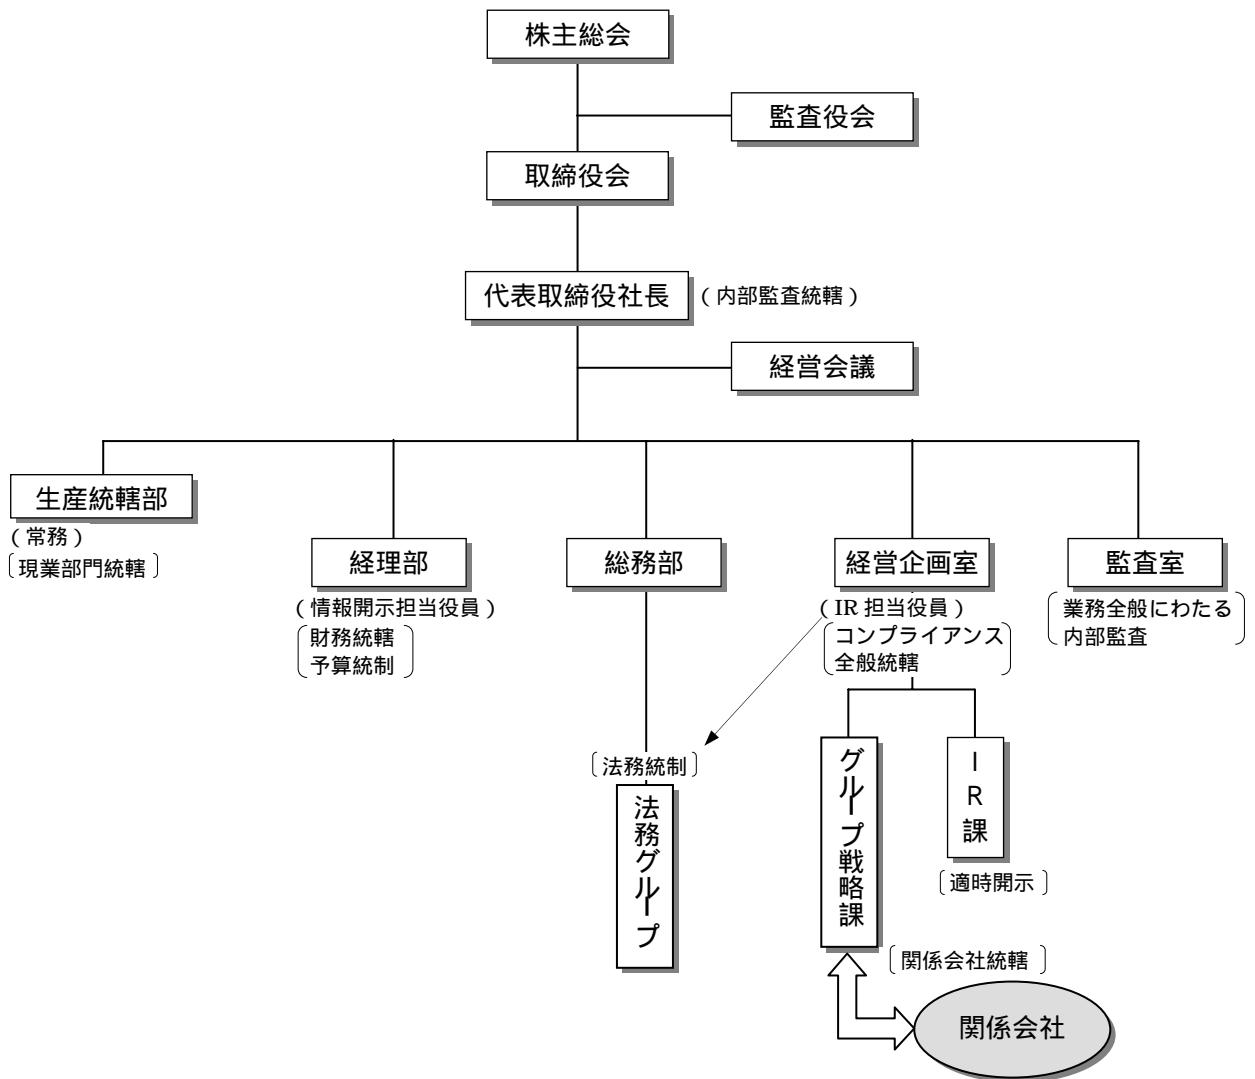 株主総会
監査役会
取締役会
代表取締役社長
(内部監査統轄)
経営会議
生産統轄部
(常務)
〔現業部門統轄〕
経理部
(情報開示担当役員)
財務統轄
予算統制
総務部
経営企画室
(IR 担当役員)
コンプライアンス
全般統轄
監査室
業務全般にわたる
内部監査
〔法務統制〕
法務グループ
グループ戦略課
IR課
〔適時開示〕
〔関係会社統轄〕
関係会社